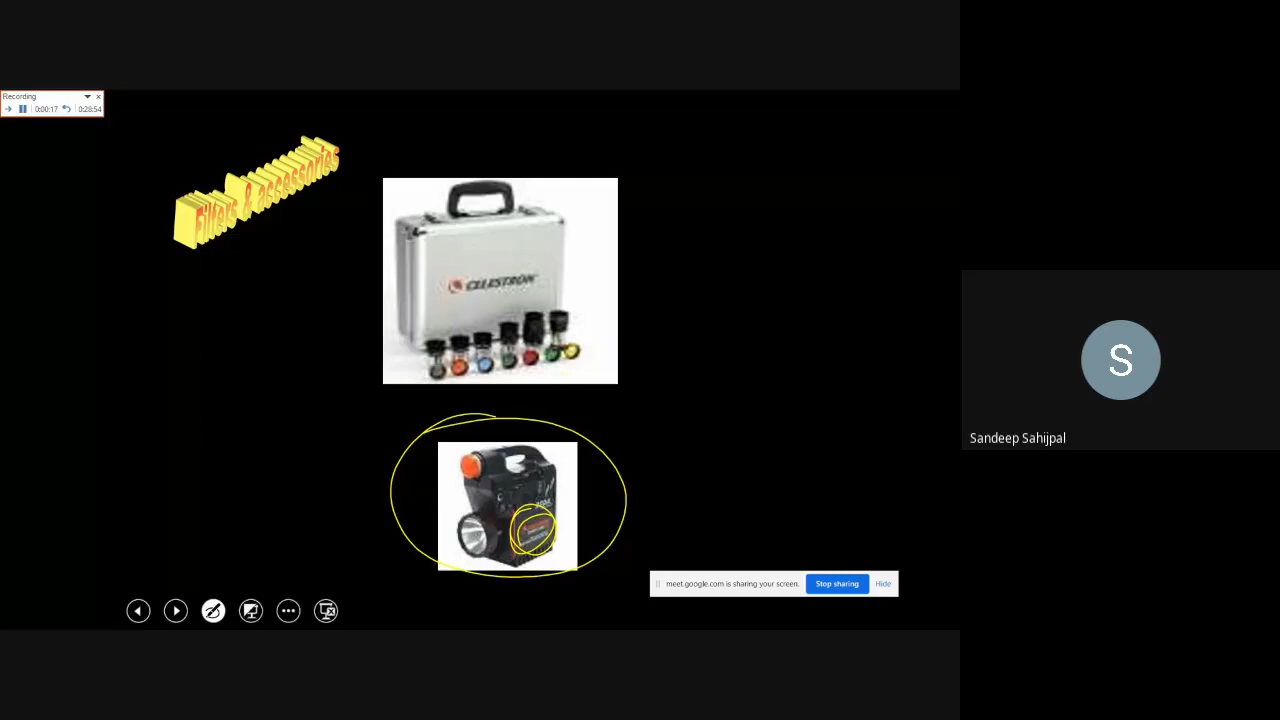 Recording
0:00:17
0:28:54
Filters & accessories
CELESTRON
meet.google.com is sharing your screen.
Stop sharing
Hide
S
Sandeep Sahijpal